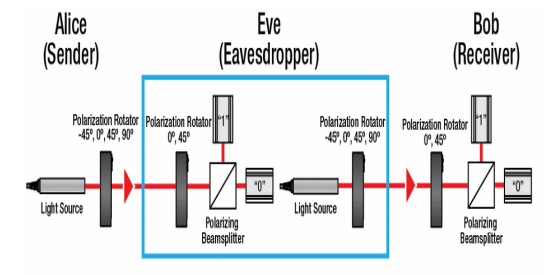 Alice
(Sender)
Eve
(Eavesdropper)
Bob
(Receiver)
Polarization Rotator
-45°, 0°, 45°, 90°
Light Source
Polarization Rotator
0°, 45°
"1"
"0"
Polarizing
Beamsplitter
Polarization Rotator
-45°, 0°, 45°, 90°
Light Source
Polarization Rotator
0°, 45°
"1"
"0"
Polarizing
Beamsplitter